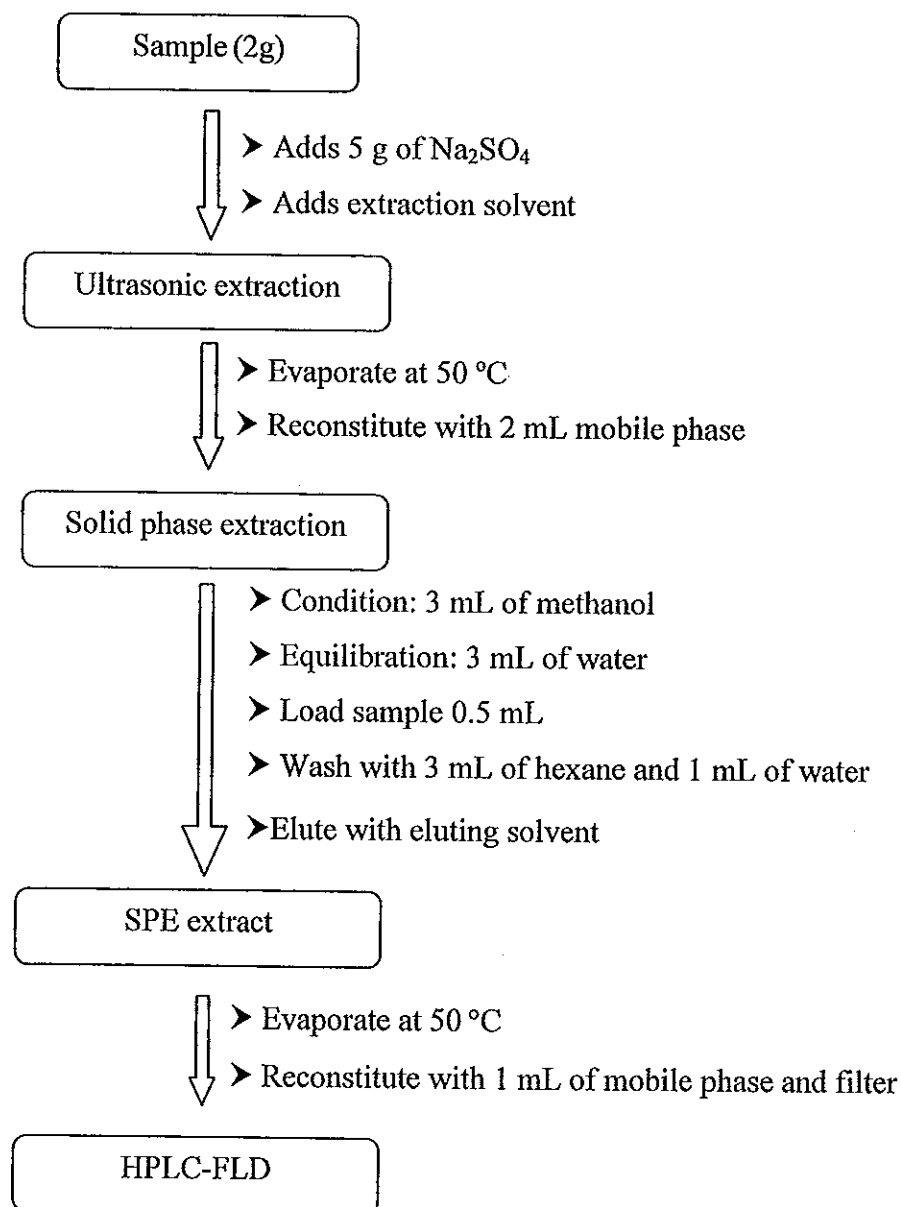 Sample (2g)
➤ Adds 5 g of Na₂SO₄
➤ Adds extraction solvent
Ultrasonic extraction
➤ Evaporate at 50 ºC
➤ Reconstitute with 2 mL mobile phase
Solid phase extraction
➤ Condition: 3 mL of methanol
➤ Equilibration: 3 mL of water
➤ Load sample 0.5 mL
➤ Wash with 3 mL of hexane and 1 mL of water
➤Elute with eluting solvent
SPE extract
➤ Evaporate at 50 ºC
➤ Reconstitute with 1 mL of mobile phase and filter
HPLC-FLD